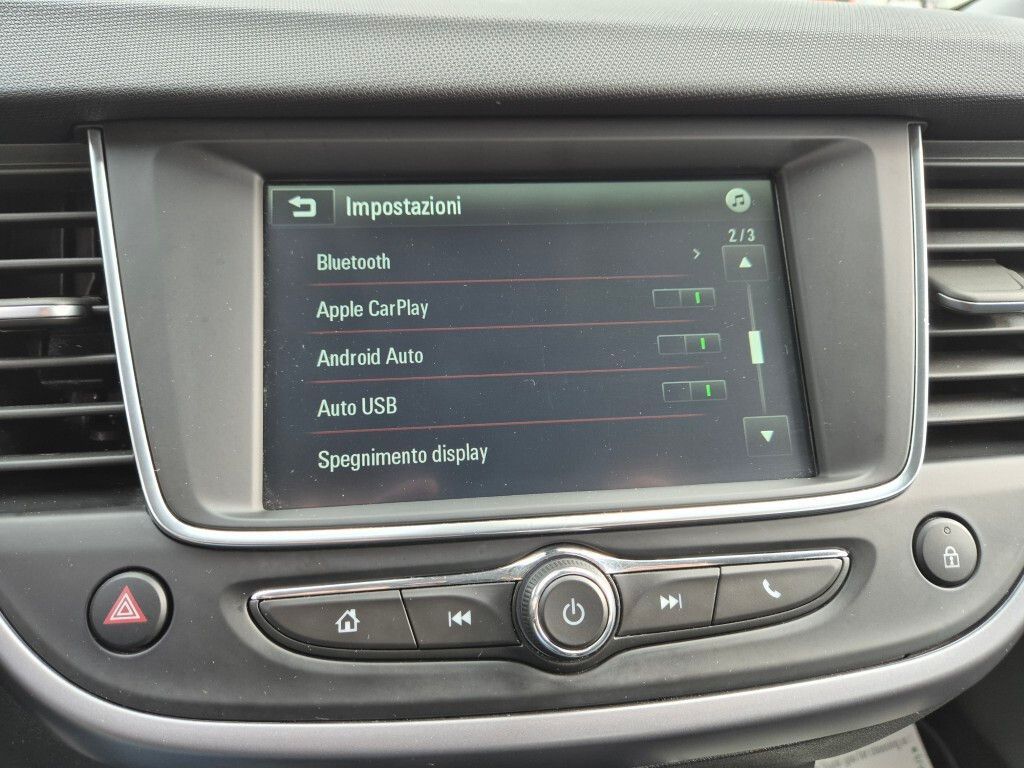 Impostazioni
2/3
Bluetooth
Apple CarPlay
Android Auto
Auto USB
Spegnimento display